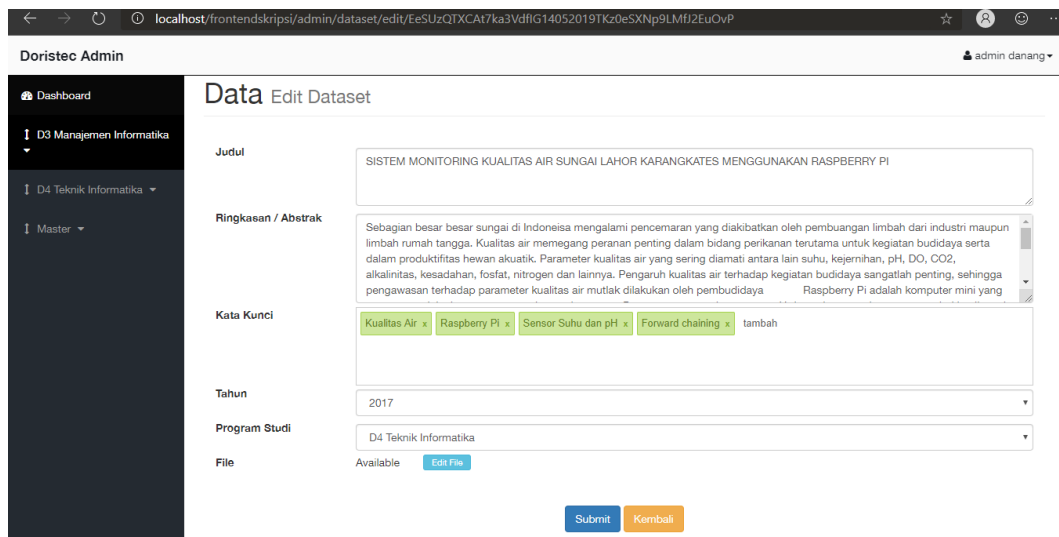 localhost/frontendskripsi/admin/dataset/edit/EeSUzQTXCAt7ka3VdfIG14052019TKz0eSXNp9LMfJ2EuOvP
Doristec Admin
admin danang
Dashboard
Data Edit Dataset
D3 Manajemen Informatika
D4 Teknik Informatika
Master
Judul
SISTEM MONITORING KUALITAS AIR SUNGAI LAHOR KARANGKATES MENGGUNAKAN RASPBERRY PI
Ringkasan / Abstrak
Sebagian besar besar sungai di Indoneisa mengalami pencemaran yang diakibatkan oleh pembuangan limbah dari industri maupun
limbah rumah tangga. Kualitas air memegang peranan penting dalam bidang perikanan terutama untuk kegiatan budidaya serta
dalam produktifitas hewan akuatik. Parameter kualitas air yang sering diamati antara lain suhu, kejernihan, pH, DO, CO2,
alkalinitas, kesadahan, fosfat, nitrogen dan lainnya. Pengaruh kualitas air terhadap kegiatan budidaya sangatlah penting, sehingga
pengawasan terhadap parameter kualitas air mutlak dilakukan oleh pembudidaya Raspberry Pi adalah komputer mini yang
Kata Kunci
Kualitas Air x Raspberry Pi x Sensor Suhu dan pH x Forward chaining x tambah
Tahun
2017
Program Studi
D4 Teknik Informatika
File
Available Edit File
Submit Kembali